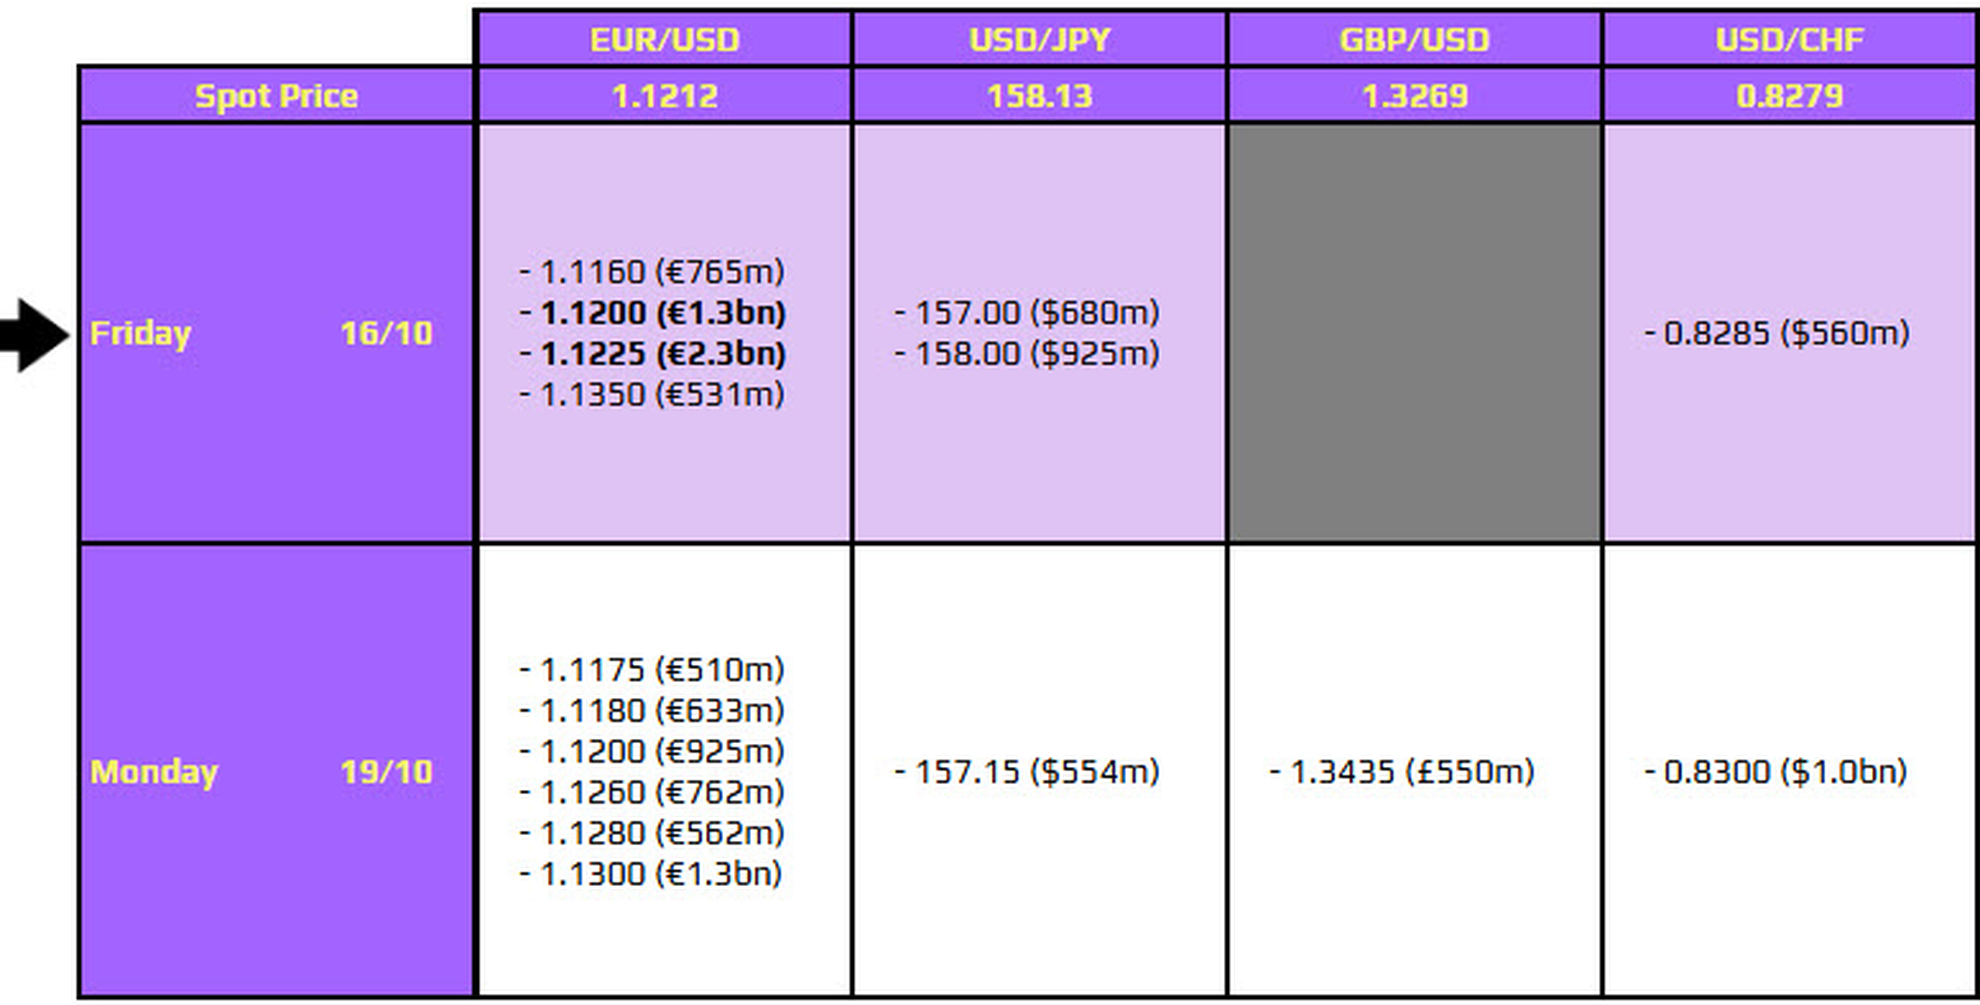 EUR/USD USD/JPY GBP/USD USD/CHF
Spot Price 1.1212 158.13 1.3269 0.8279
Friday 16/10
- 1.1160 (€765m)
- 1.1200 (€1.3bn)
- 1.1225 (€2.3bn)
- 1.1350 (€531m)
- 157.00 ($680m)
- 158.00 ($925m)
- 0.8285 ($560m)
Monday 19/10
- 1.1175 (€510m)
- 1.1180 (€633m)
- 1.1200 (€925m)
- 1.1260 (€762m)
- 1.1280 (€562m)
- 1.1300 (€1.3bn)
- 157.15 ($554m)
- 1.3435 (£550m)
- 0.8300 ($1.0bn)